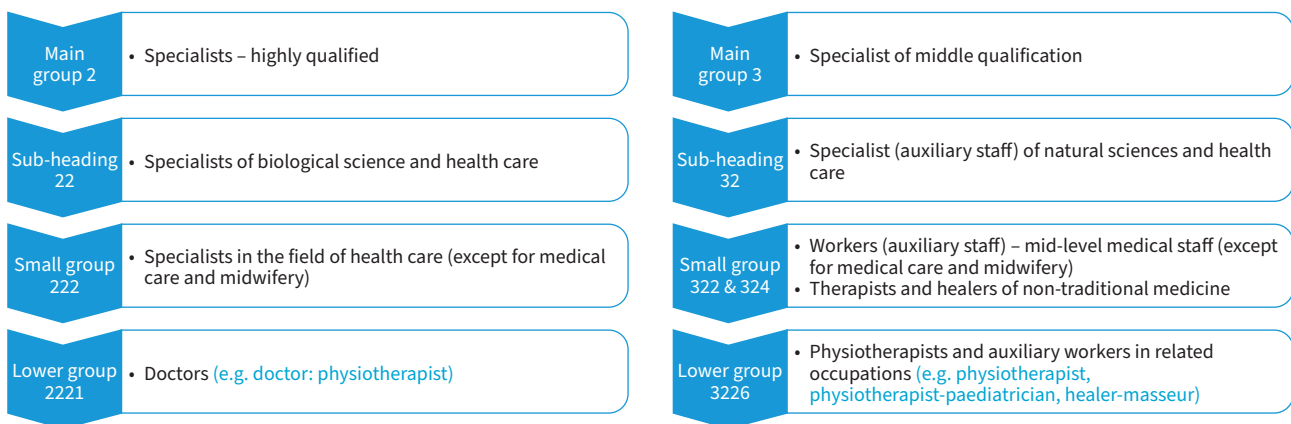 Main
group 2
• Specialists – highly qualified
Sub-heading
22
• Specialists of biological science and health care
Small group
222
• Specialists in the field of health care (except for medical
care and midwifery)
Lower group
2221
• Doctors (e.g. doctor: physiotherapist)
Main
group 3
• Specialist of middle qualification
Sub-heading
32
• Specialist (auxiliary staff) of natural sciences and health
care
Small group
322 & 324
• Workers (auxiliary staff) – mid-level medical staff (except
for medical care and midwifery)
• Therapists and healers of non-traditional medicine
Lower group
3226
• Physiotherapists and auxiliary workers in related
occupations (e.g. physiotherapist,
physiotherapist-paediatrician, healer-masseur)